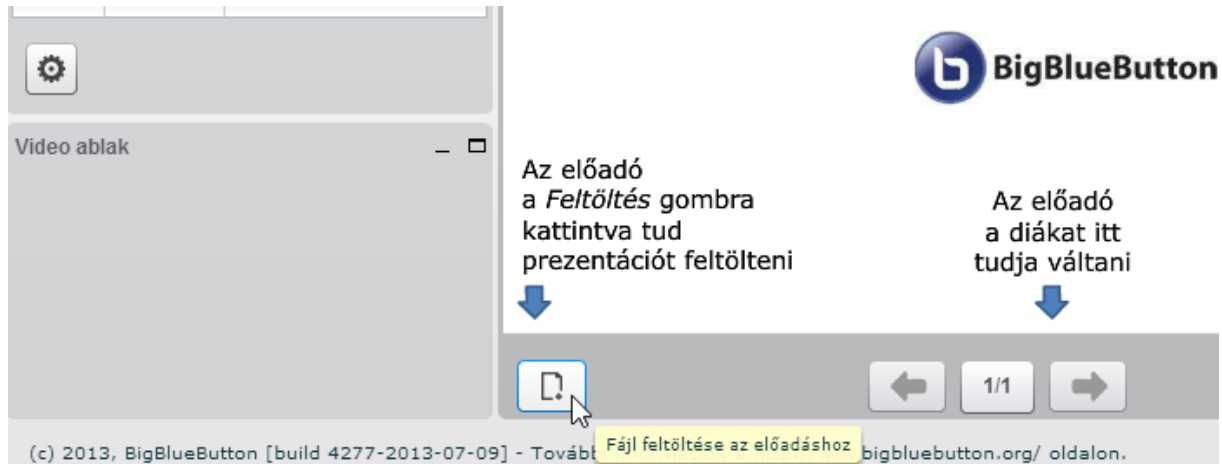 BigBlueButton
Video ablak
Az előadó
a Feltöltés gombra
kattintva tud
prezentációt feltölteni
Az előadó
a diákat itt
tudja váltani
1/1
Fájl feltöltése az előadáshoz
(c) 2013, BigBlueButton [build 4277-2013-07-09] - További bigbluebutton.org/ oldalon.